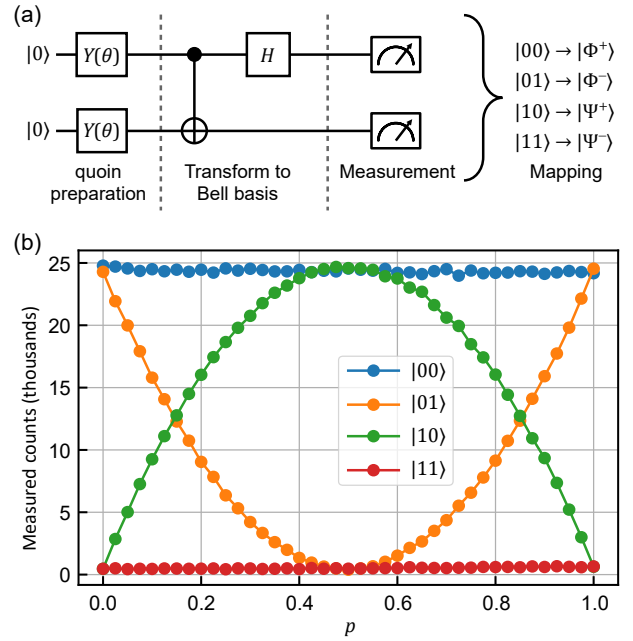 (a)
|0⟩ Y(θ) H |00⟩ → |Φ⁺⟩
|01⟩ → |Φ⁻⟩
|0⟩ Y(θ) |10⟩ → |Ψ⁺⟩
|11⟩ → |Ψ⁻⟩
quoin preparation
Transform to Bell basis
Measurement
Mapping
(b)
Measured counts (thousands)
25
20
15
10
5
0
|00⟩
|01⟩
|10⟩
|11⟩
0.0 0.2 0.4 0.6 0.8 1.0
p